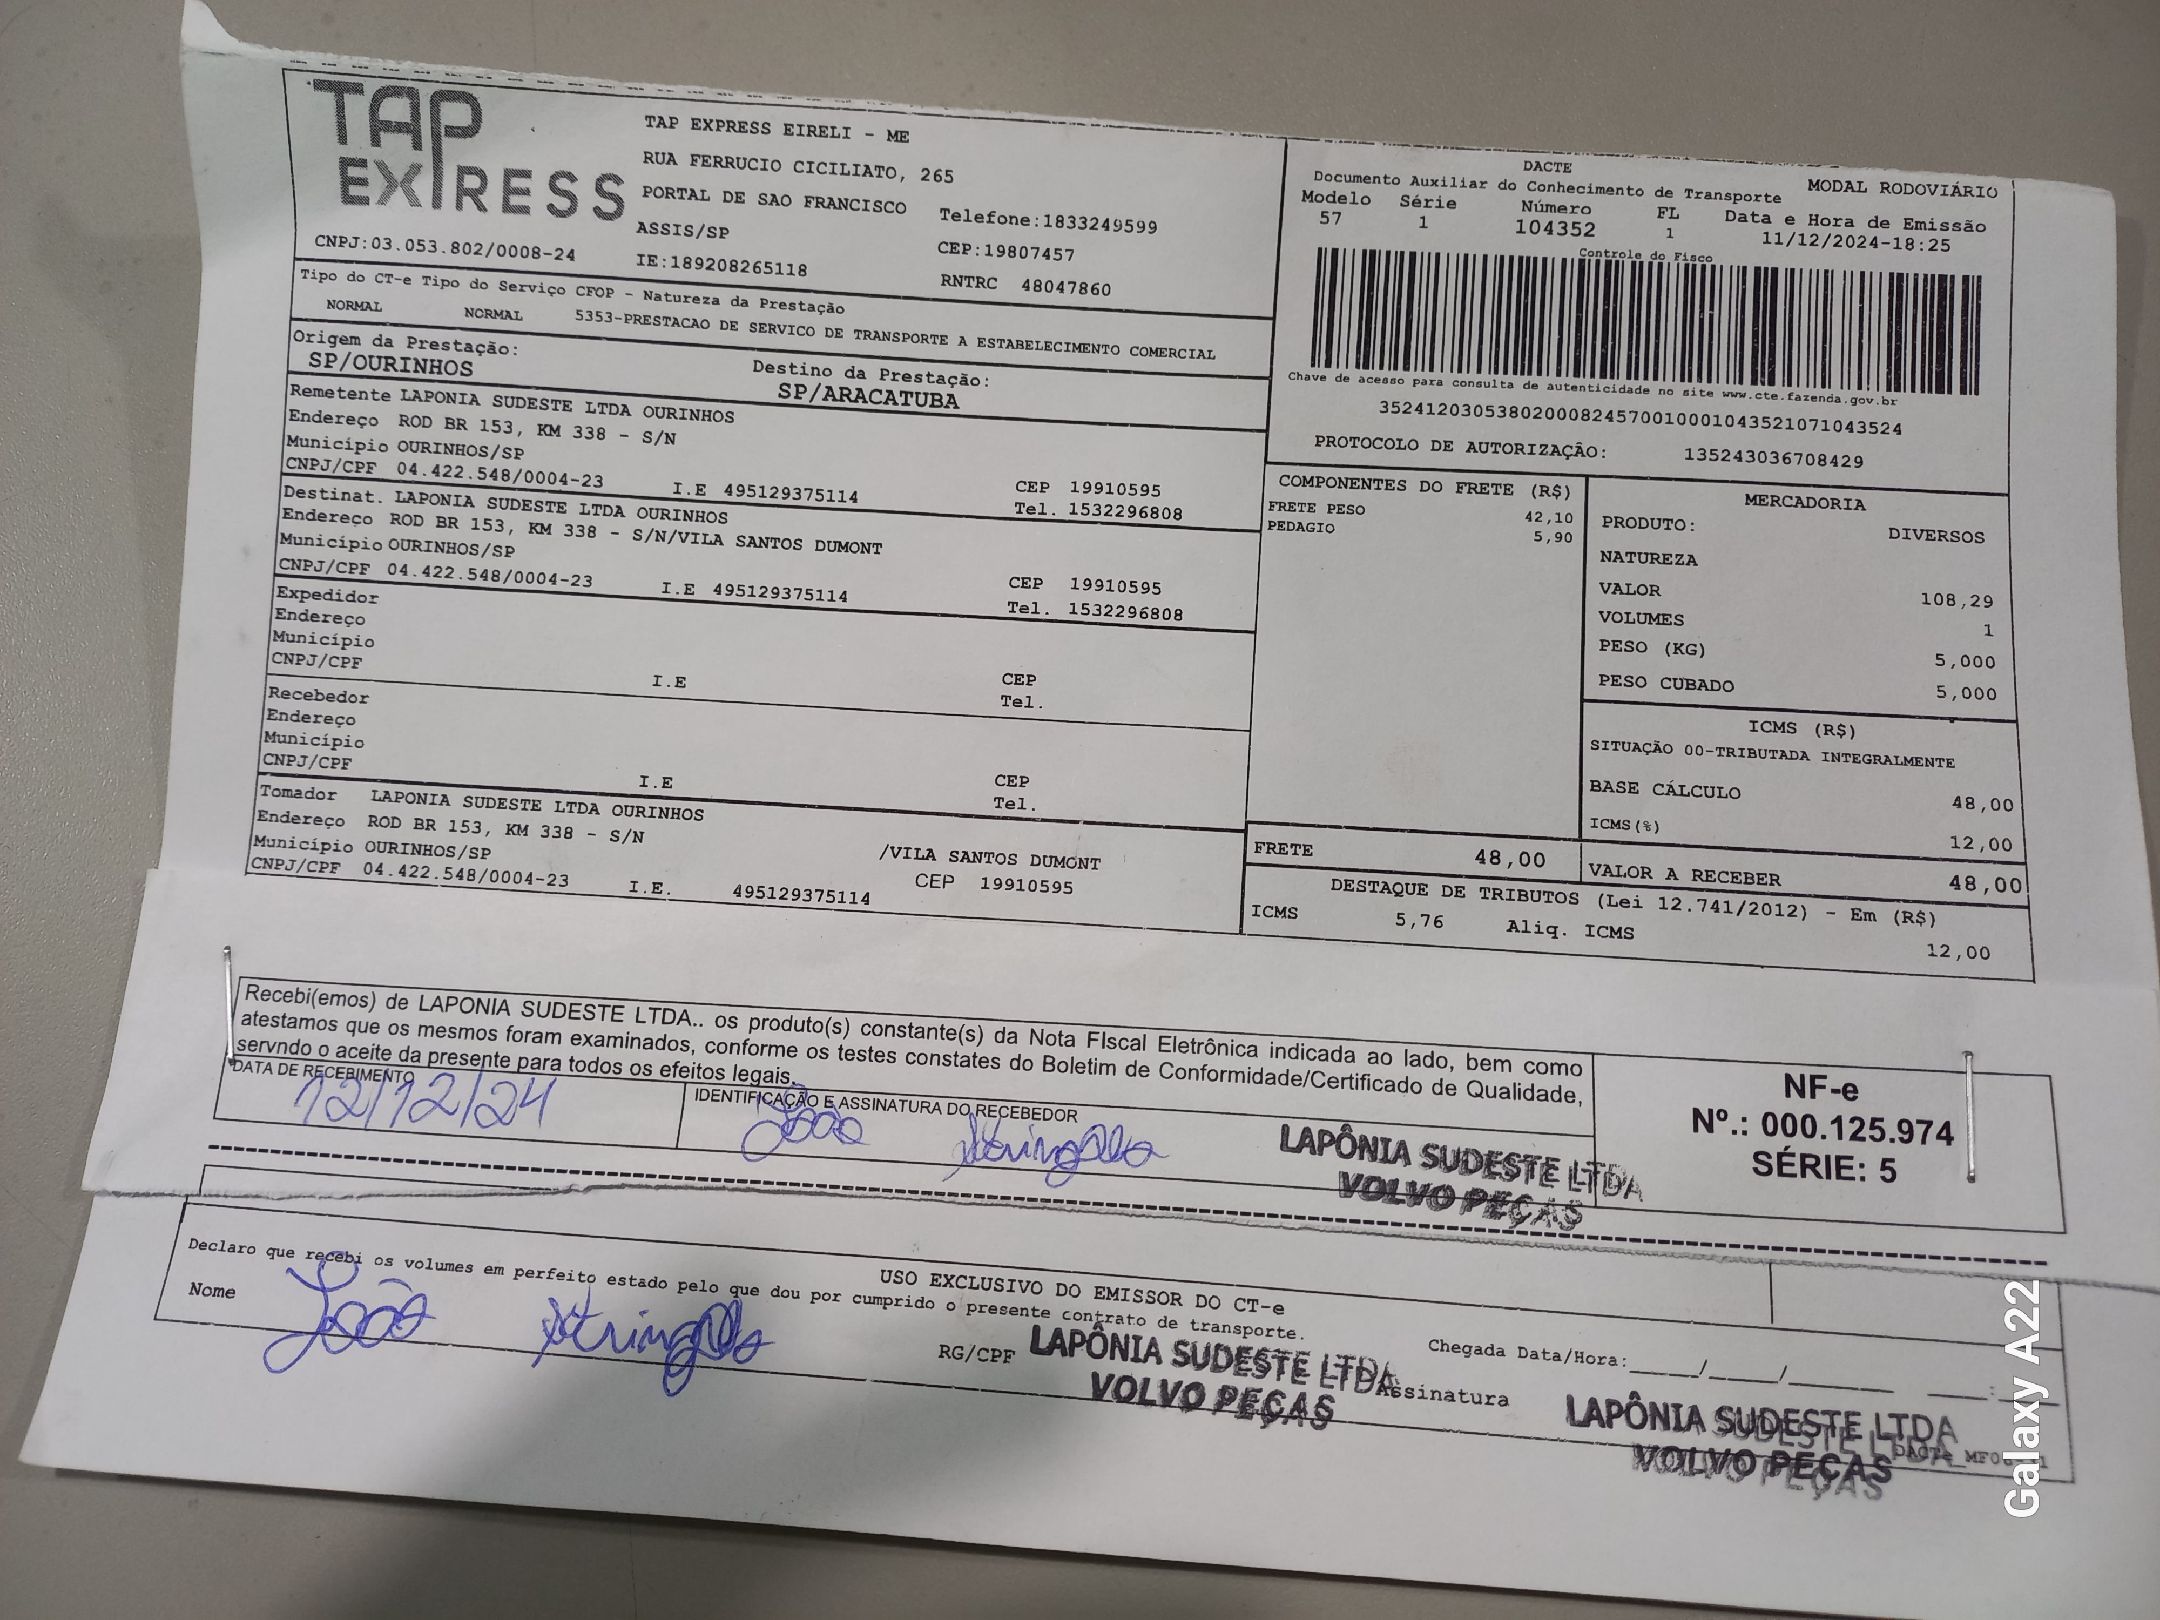 TAP
EXPRESS
TAP EXPRESS EIRELI - ME
RUA FERRUCIO CICILIATO, 265
PORTAL DE SAO FRANCISCO
Telefone:1833249599
ASSIS/SP
CEP:19807457
CNPJ:03.053.802/0008-24
IE:189208265118
RNTRC 48047860
DACTE
MODAL RODOVIÁRIO
Documento Auxiliar do Conhecimento de Transporte
Modelo Série Número FL Data e Hora de Emissão
57 1 104352 1 11/12/2024-18:25
Controle do Fisco
Chave de acesso para consulta de autenticidade no site www.cte.fazenda.gov.br
35241203053802000824570010001043521071043524
PROTOCOLO DE AUTORIZAÇÃO: 135243036708429
Tipo do CT-e Tipo do Serviço CFOP - Natureza da Prestação
NORMAL NORMAL 5353-PRESTACAO DE SERVICO DE TRANSPORTE A ESTABELECIMENTO COMERCIAL
Origem da Prestação: Destino da Prestação:
SP/OURINHOS SP/ARACATUBA
Remetente LAPONIA SUDESTE LTDA OURINHOS
Endereço ROD BR 153, KM 338 - S/N
Município OURINHOS/SP CEP 19910595
CNPJ/CPF 04.422.548/0004-23 I.E 495129375114 Tel. 1532296808
Destinat. LAPONIA SUDESTE LTDA OURINHOS
Endereço ROD BR 153, KM 338 - S/N/VILA SANTOS DUMONT
Município OURINHOS/SP CEP 19910595
CNPJ/CPF 04.422.548/0004-23 I.E 495129375114 Tel. 1532296808
Expedidor
Endereço
Município CEP
CNPJ/CPF I.E Tel.
Recebedor
Endereço
Município CEP
CNPJ/CPF I.E Tel.
Tomador LAPONIA SUDESTE LTDA OURINHOS
Endereço ROD BR 153, KM 338 - S/N /VILA SANTOS DUMONT
Município OURINHOS/SP CEP 19910595
CNPJ/CPF 04.422.548/0004-23 I.E. 495129375114
COMPONENTES DO FRETE (R$)
FRETE PESO 42,10
PEDAGIO 5,90
MERCADORIA
PRODUTO: DIVERSOS
NATUREZA
VALOR 108,29
VOLUMES 1
PESO (KG) 5,000
PESO CUBADO 5,000
ICMS (R$)
SITUAÇÃO 00-TRIBUTADA INTEGRALMENTE
BASE CÁLCULO 48,00
ICMS(%) 12,00
FRETE 48,00 VALOR A RECEBER 48,00
DESTAQUE DE TRIBUTOS (Lei 12.741/2012) - Em (R$)
ICMS 5,76 Aliq. ICMS 12,00
Recebi(emos) de LAPONIA SUDESTE LTDA.. os produto(s) constante(s) da Nota FIscal Eletrônica indicada ao lado, bem como
atestamos que os mesmos foram examinados, conforme os testes constates do Boletim de Conformidade/Certificado de Qualidade,
servndo o aceite da presente para todos os efeitos legais.
DATA DE RECEBIMENTO
12/12/24
IDENTIFICAÇÃO E ASSINATURA DO RECEBEDOR
João
LAPÔNIA SUDESTE LTDA
VOLVO PEÇAS
NF-e
Nº.: 000.125.974
SÉRIE: 5
USO EXCLUSIVO DO EMISSOR DO CT-e
Declaro que recebi os volumes em perfeito estado pelo que dou por cumprido o presente contrato de transporte.
Nome João
RG/CPF
LAPÔNIA SUDESTE LTDA
VOLVO PEÇAS
Chegada Data/Hora:____/____/______ ____:____
Assinatura
LAPÔNIA SUDESTE LTDA
VOLVO PEÇAS
Galaxy A22